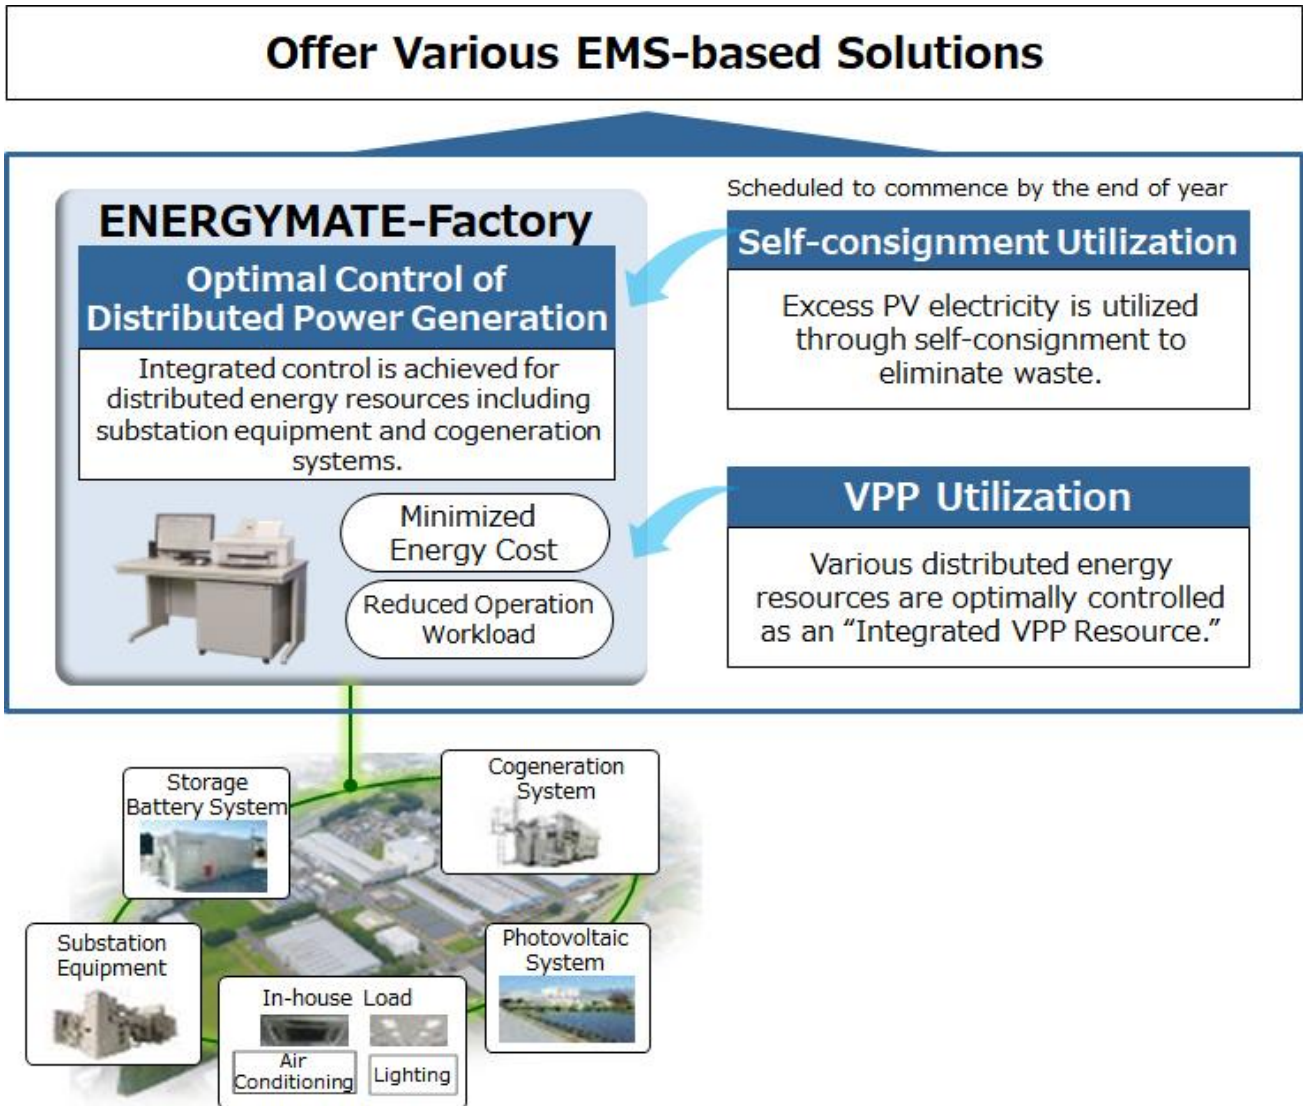 Offer Various EMS-based Solutions
ENERGYMATE-Factory
Optimal Control of
Distributed Power Generation
Integrated control is achieved for
distributed energy resources including
substation equipment and cogeneration
systems.
Minimized
Energy Cost
Reduced Operation
Workload
Scheduled to commence by the end of year
Self-consignment Utilization
Excess PV electricity is utilized
through self-consignment to
eliminate waste.
VPP Utilization
Various distributed energy
resources are optimally controlled
as an “Integrated VPP Resource.”
Storage
Battery System
Cogeneration
System
Substation
Equipment
In-house Load
Air
Conditioning
Lighting
Photovoltaic
System